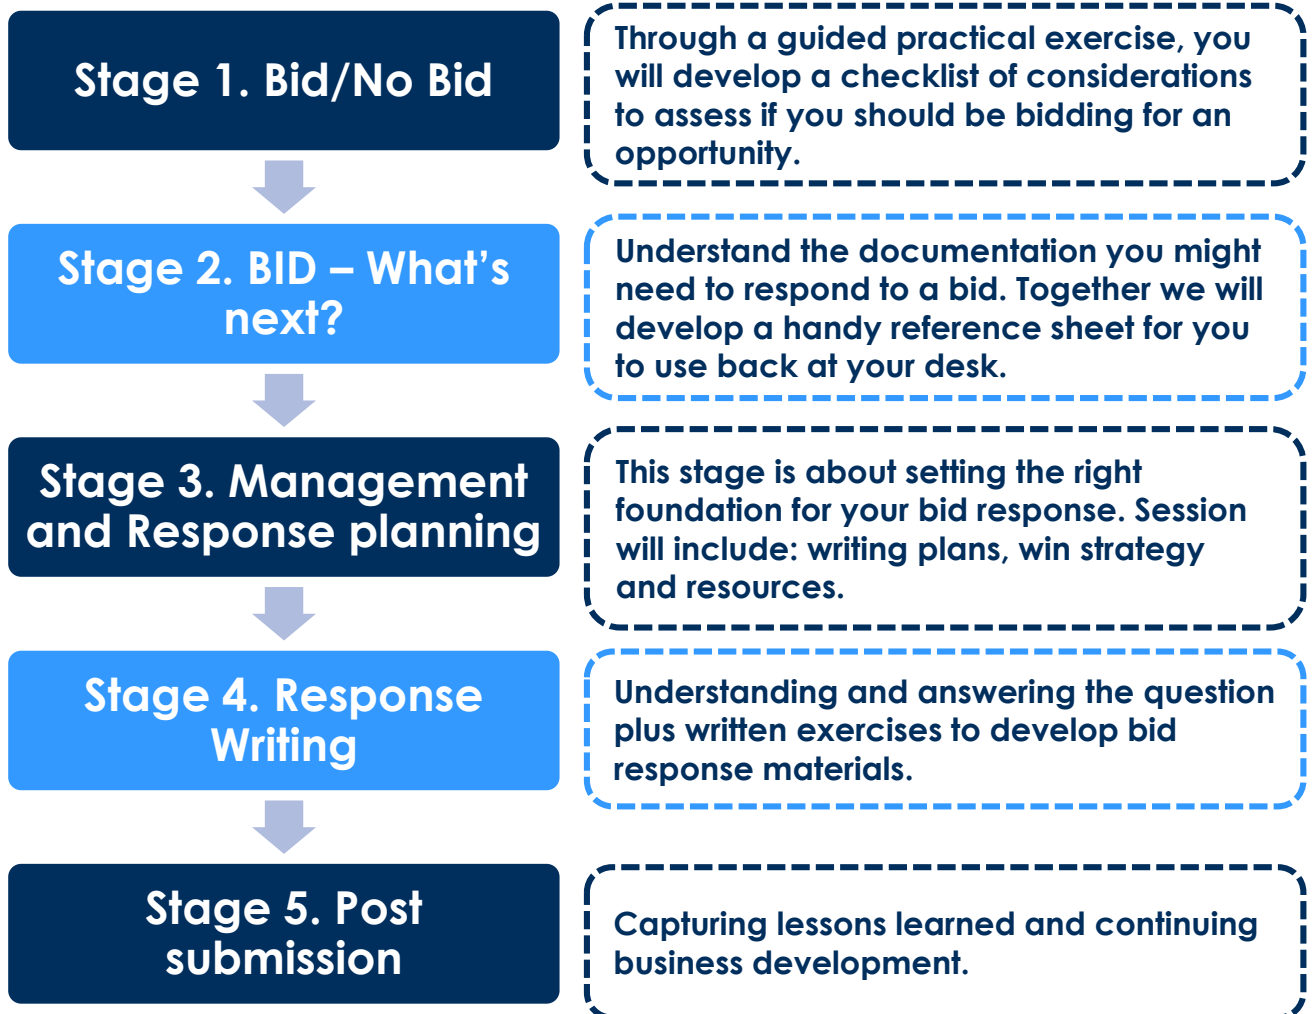 Stage 1. Bid/No Bid
Through a guided practical exercise, you
will develop a checklist of considerations
to assess if you should be bidding for an
opportunity.
Stage 2. BID – What’s
next?
Understand the documentation you might
need to respond to a bid. Together we will
develop a handy reference sheet for you
to use back at your desk.
Stage 3. Management
and Response planning
This stage is about setting the right
foundation for your bid response. Session
will include: writing plans, win strategy
and resources.
Stage 4. Response
Writing
Understanding and answering the question
plus written exercises to develop bid
response materials.
Stage 5. Post
submission
Capturing lessons learned and continuing
business development.